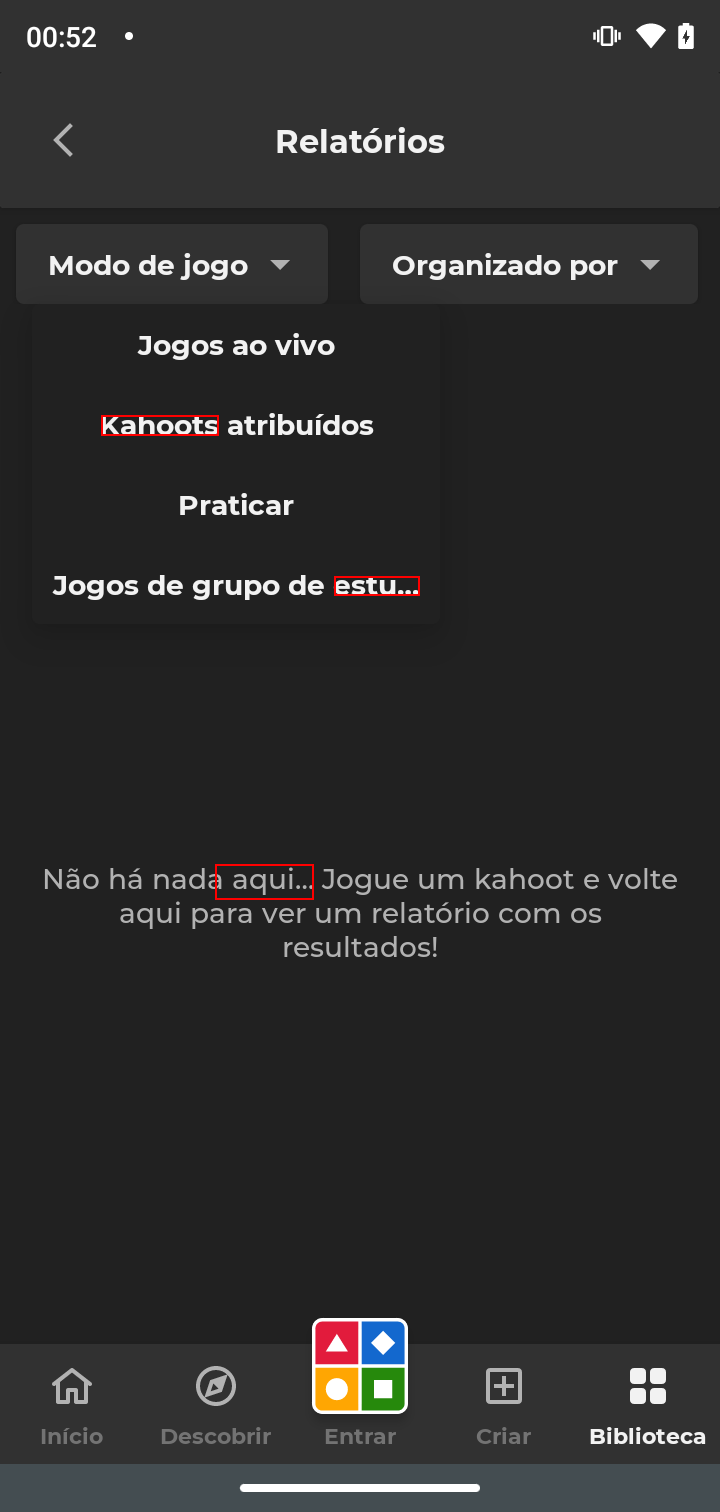 00:52
Relatórios
Modo de jogo
Organizado por
Jogos ao vivo
Kahoots atribuídos
Praticar
Jogos de grupo de estu...
Não há nada aqui... Jogue um kahoot e volte
aqui para ver um relatório com os
resultados!
Início
Descobrir
Entrar
Criar
Biblioteca